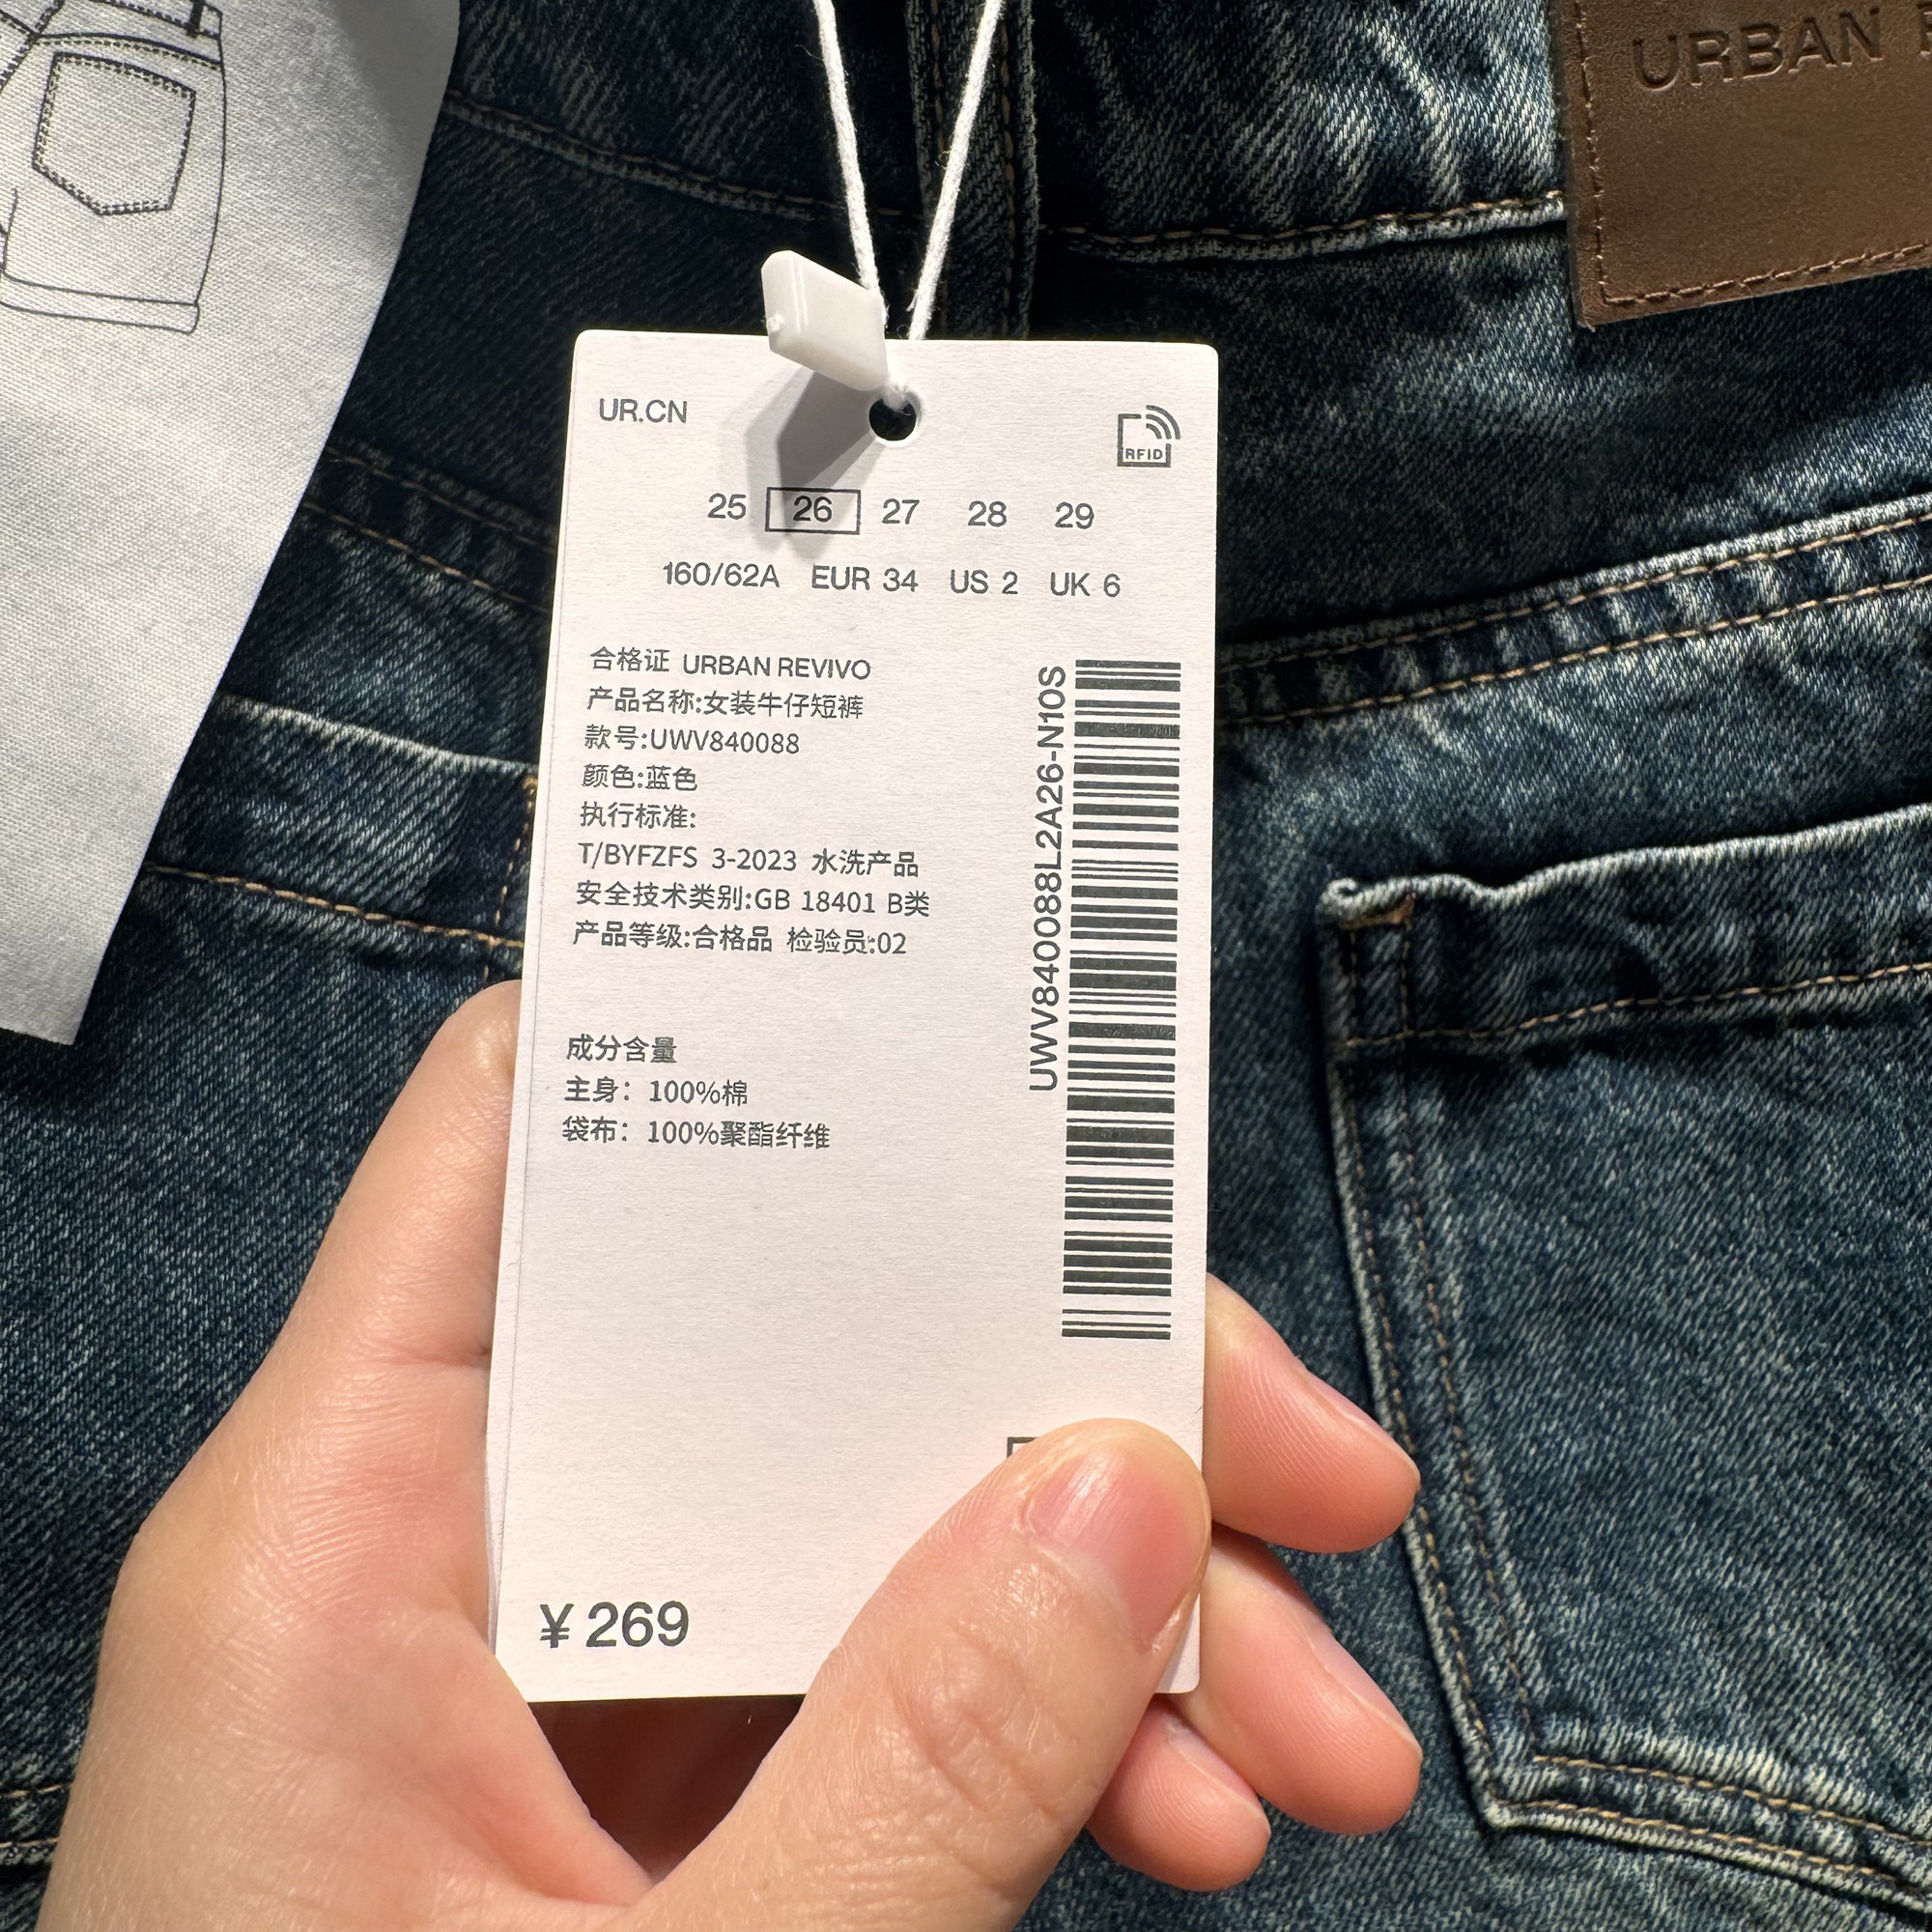 URBAN
UR.CN
RFID
25 26 27 28 29
160/62A EUR 34 US 2 UK 6
合格证 URBAN REVIVO
产品名称:女装牛仔短裤
款号:UWV840088
颜色:蓝色
执行标准:
T/BYFZFS 3-2023 水洗产品
安全技术类别:GB 18401 B类
产品等级:合格品 检验员:02
UWV840088L2A26-N10S
成分含量
主身：100%棉
袋布：100%聚酯纤维
¥ 269